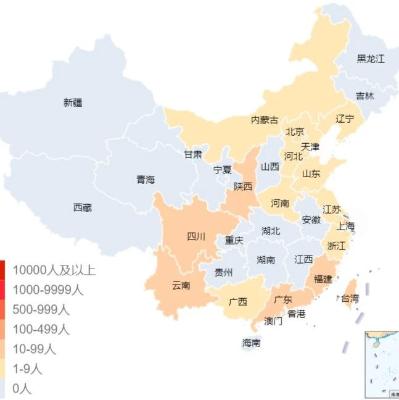 黑龙江
吉林
新疆
辽宁
内蒙古
北京
天津
甘肃
河北
山西
宁夏
山东
青海
陕西
河南
江苏
西藏
安徽
上海
湖北
四川
重庆
浙江
湖南
江西
贵州
福建
云南
台湾
广西
广东
香港
澳门
海南
10000人及以上
1000-9999人
500-999人
100-499人
10-99人
1-9人
0人